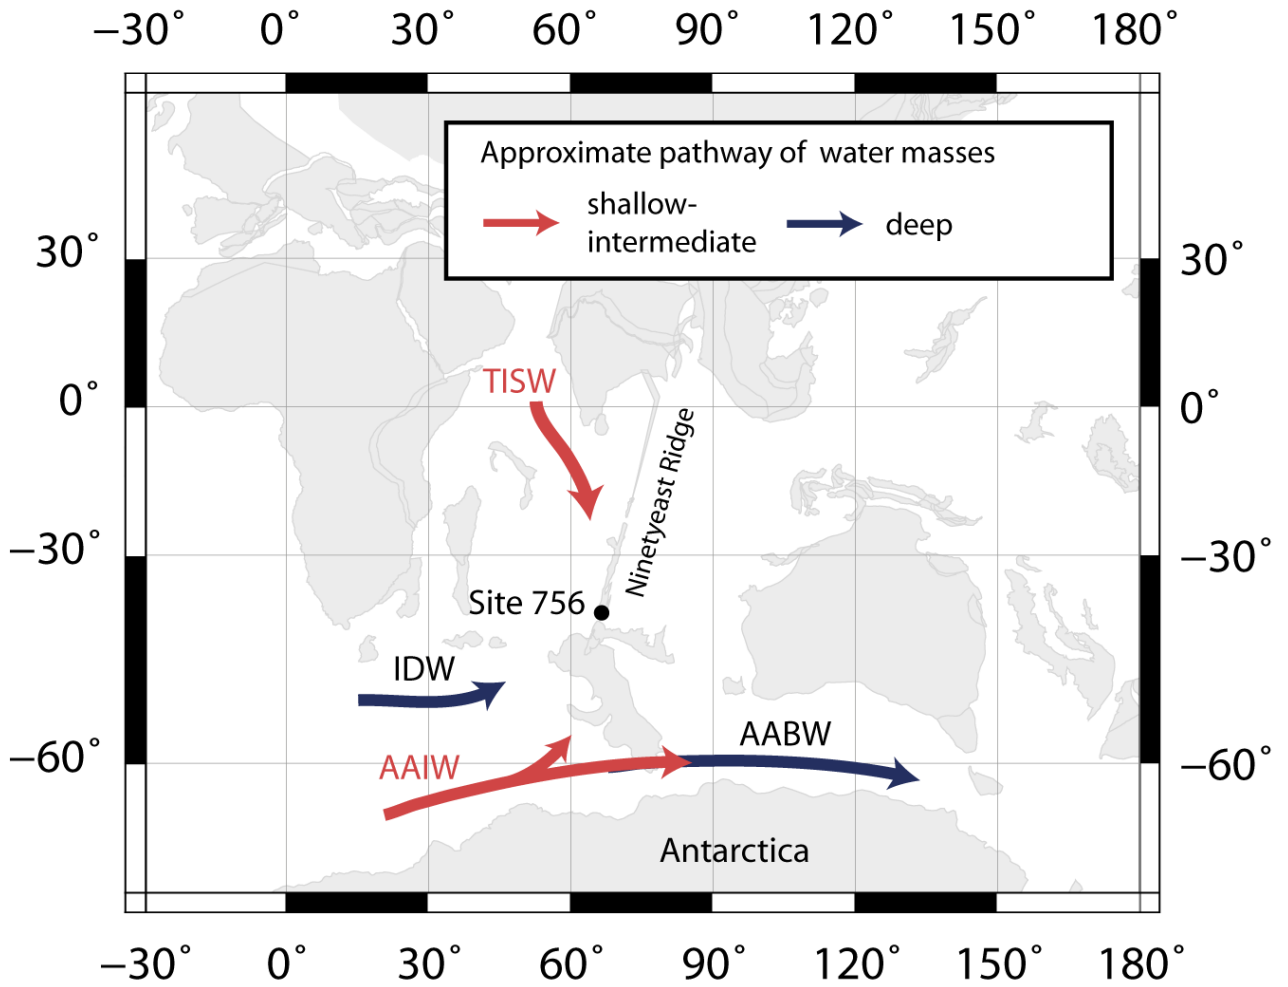 −30° 0° 30° 60° 90° 120° 150° 180°
Approximate pathway of water masses
shallow-
intermediate
deep
30° 30°
TISW
0° 0°
Ninetyeast Ridge
−30° −30°
Site 756
IDW
AABW
−60° −60°
AAIW
Antarctica
−30° 0° 30° 60° 90° 120° 150° 180°